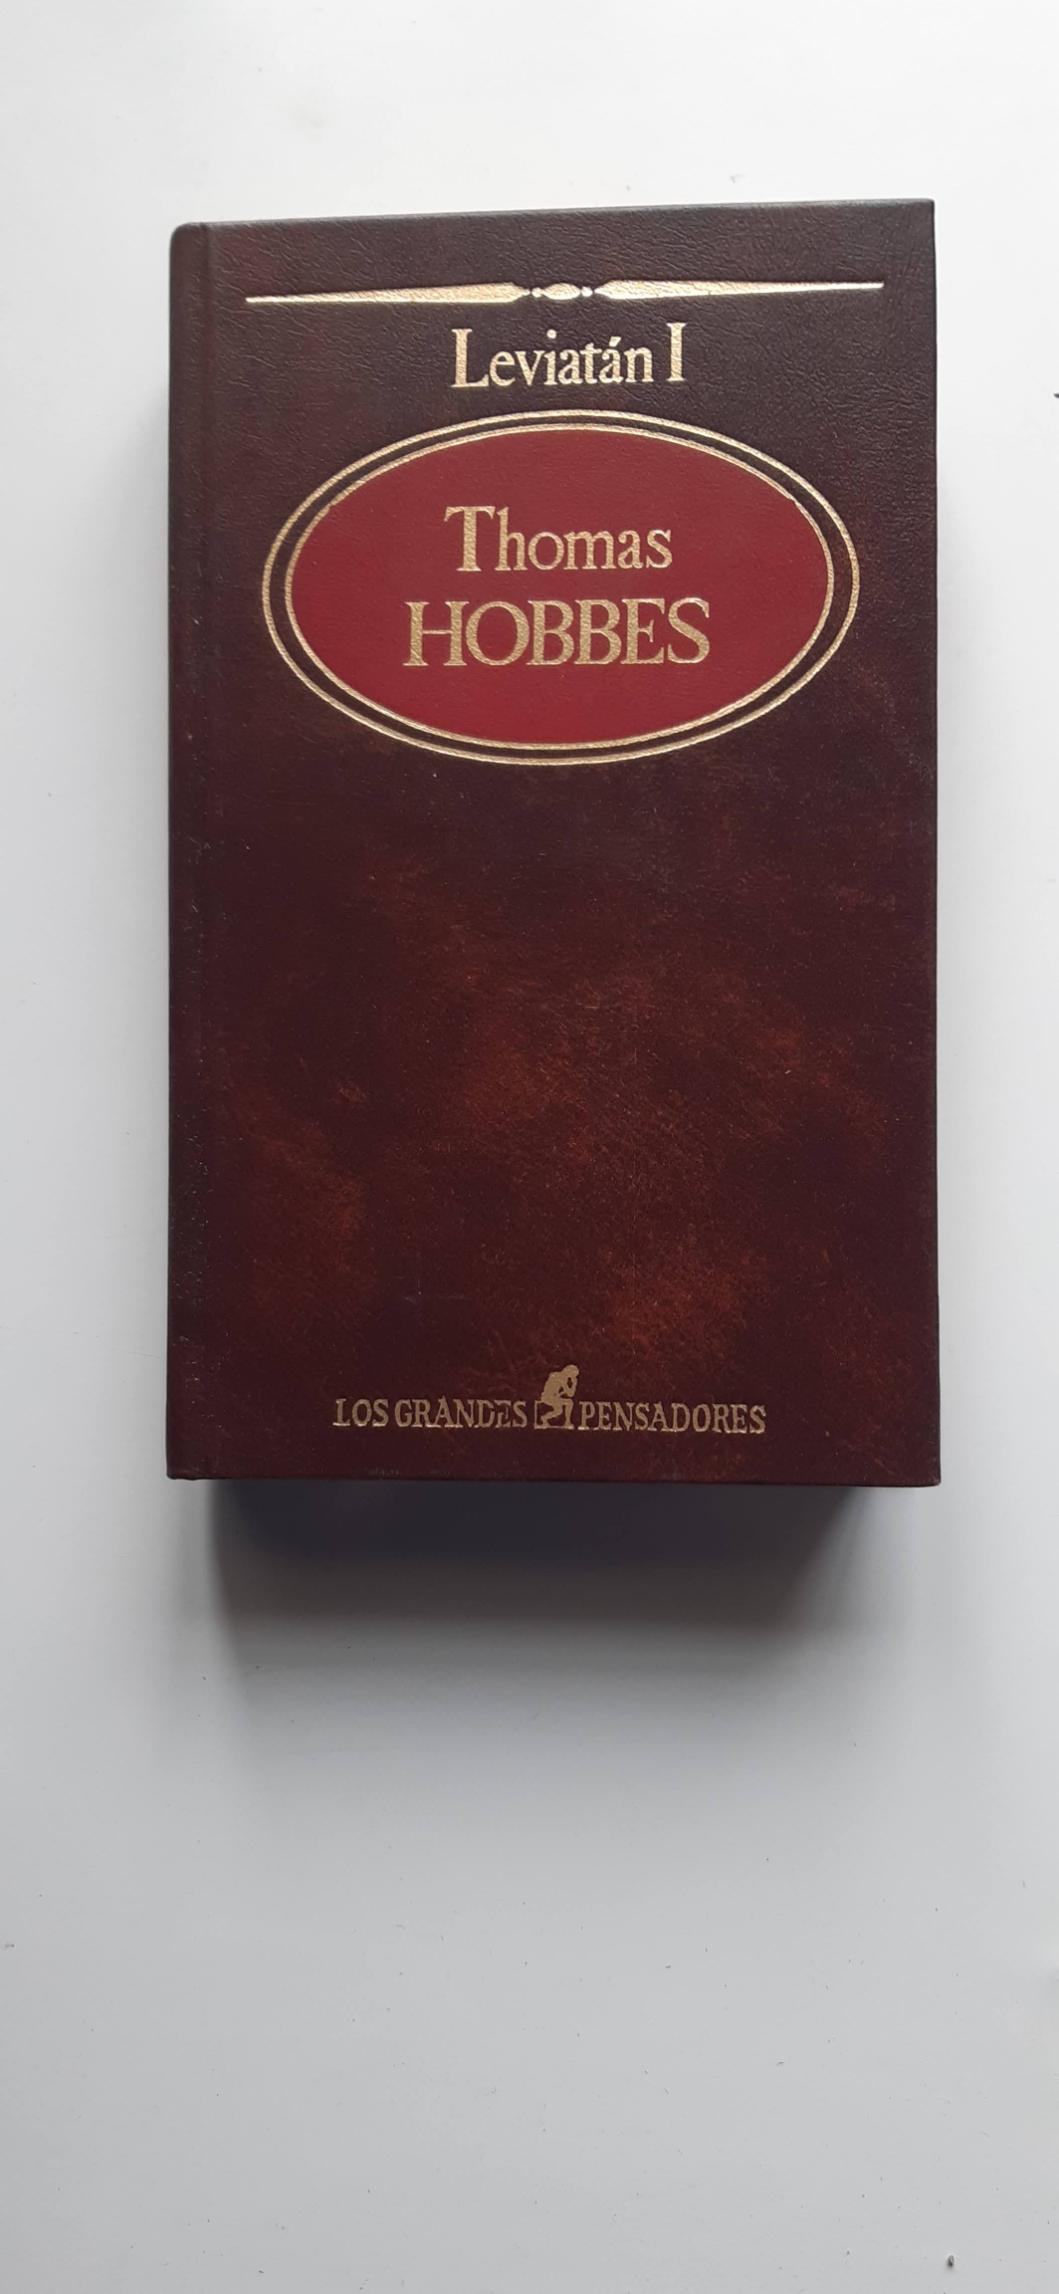 Leviatán I
Thomas
HOBBES
LOS GRANDES PENSADORES